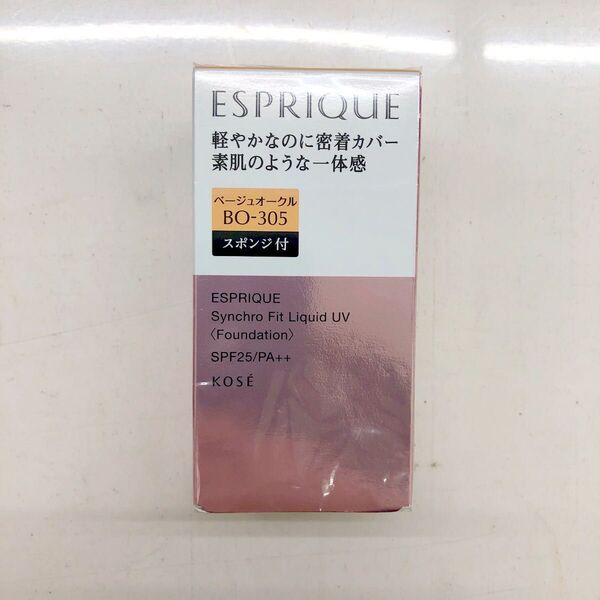 ESPRIQUE
軽やかなのに密着カバー
素肌のような一体感
ベージュオークル
BO-305
スポンジ付
ESPRIQUE
Synchro Fit Liquid UV
〈Foundation〉
SPF25/PA++
KOSÉ